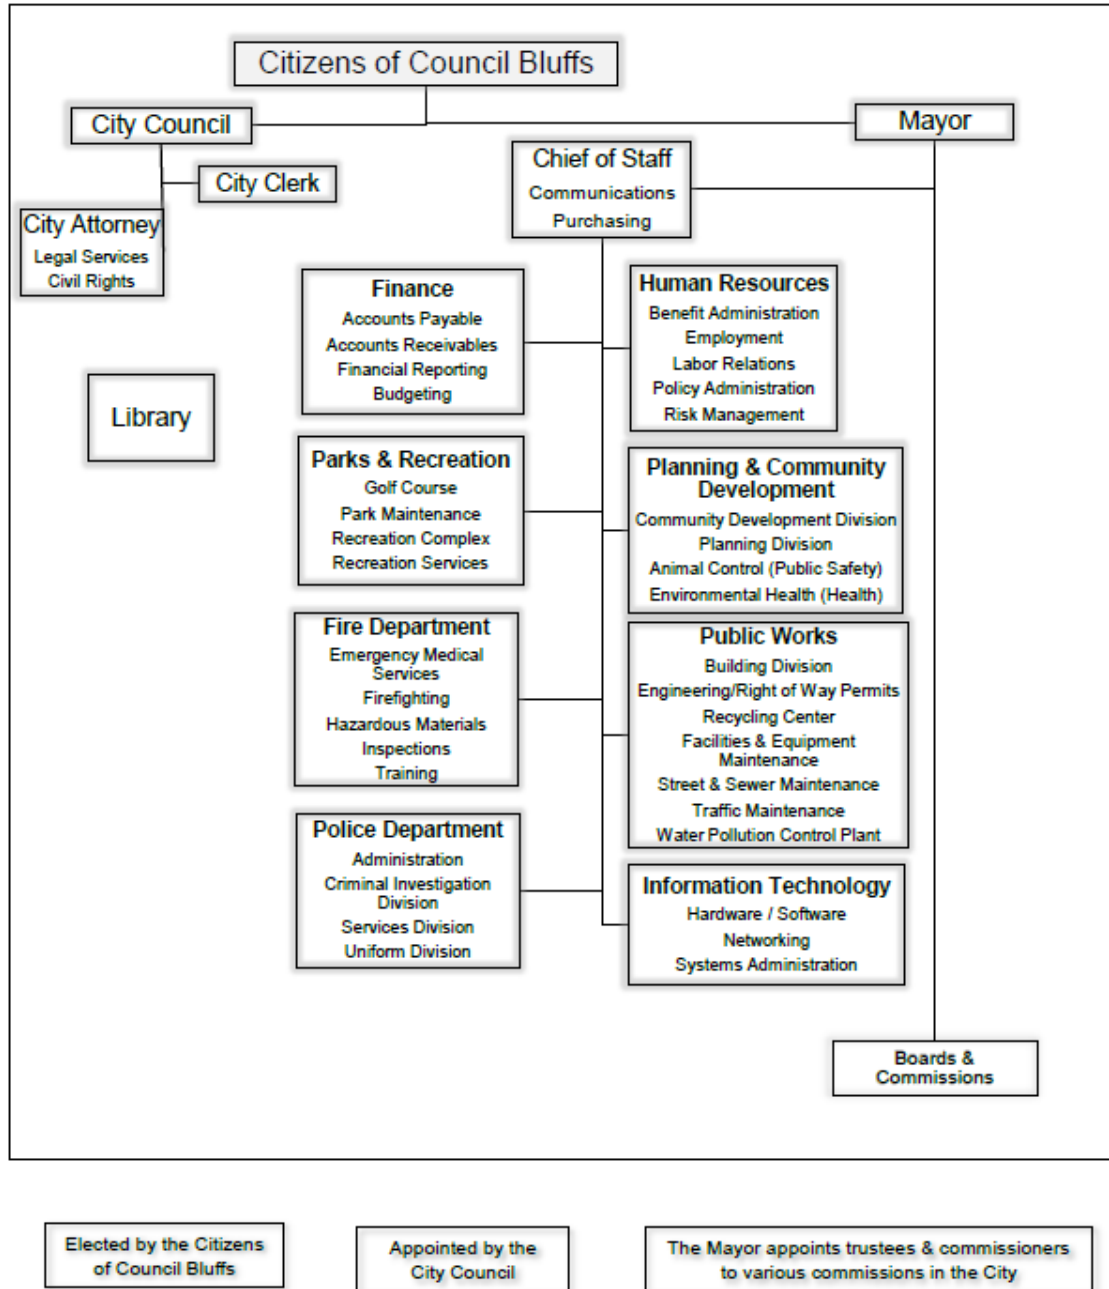 Citizens of Council Bluffs
City Council
Mayor
Chief of Staff
Communications
Purchasing
City Clerk
City Attorney
Legal Services
Civil Rights
Finance
Accounts Payable
Accounts Receivables
Financial Reporting
Budgeting
Human Resources
Benefit Administration
Employment
Labor Relations
Policy Administration
Risk Management
Library
Parks & Recreation
Golf Course
Park Maintenance
Recreation Complex
Recreation Services
Planning & Community
Development
Community Development Division
Planning Division
Animal Control (Public Safety)
Environmental Health (Health)
Fire Department
Emergency Medical
Services
Firefighting
Hazardous Materials
Inspections
Training
Public Works
Building Division
Engineering/Right of Way Permits
Recycling Center
Facilities & Equipment
Maintenance
Street & Sewer Maintenance
Traffic Maintenance
Water Pollution Control Plant
Police Department
Administration
Criminal Investigation
Division
Services Division
Uniform Division
Information Technology
Hardware / Software
Networking
Systems Administration
Boards &
Commissions
Elected by the Citizens
of Council Bluffs
Appointed by the
City Council
The Mayor appoints trustees & commissioners
to various commissions in the City